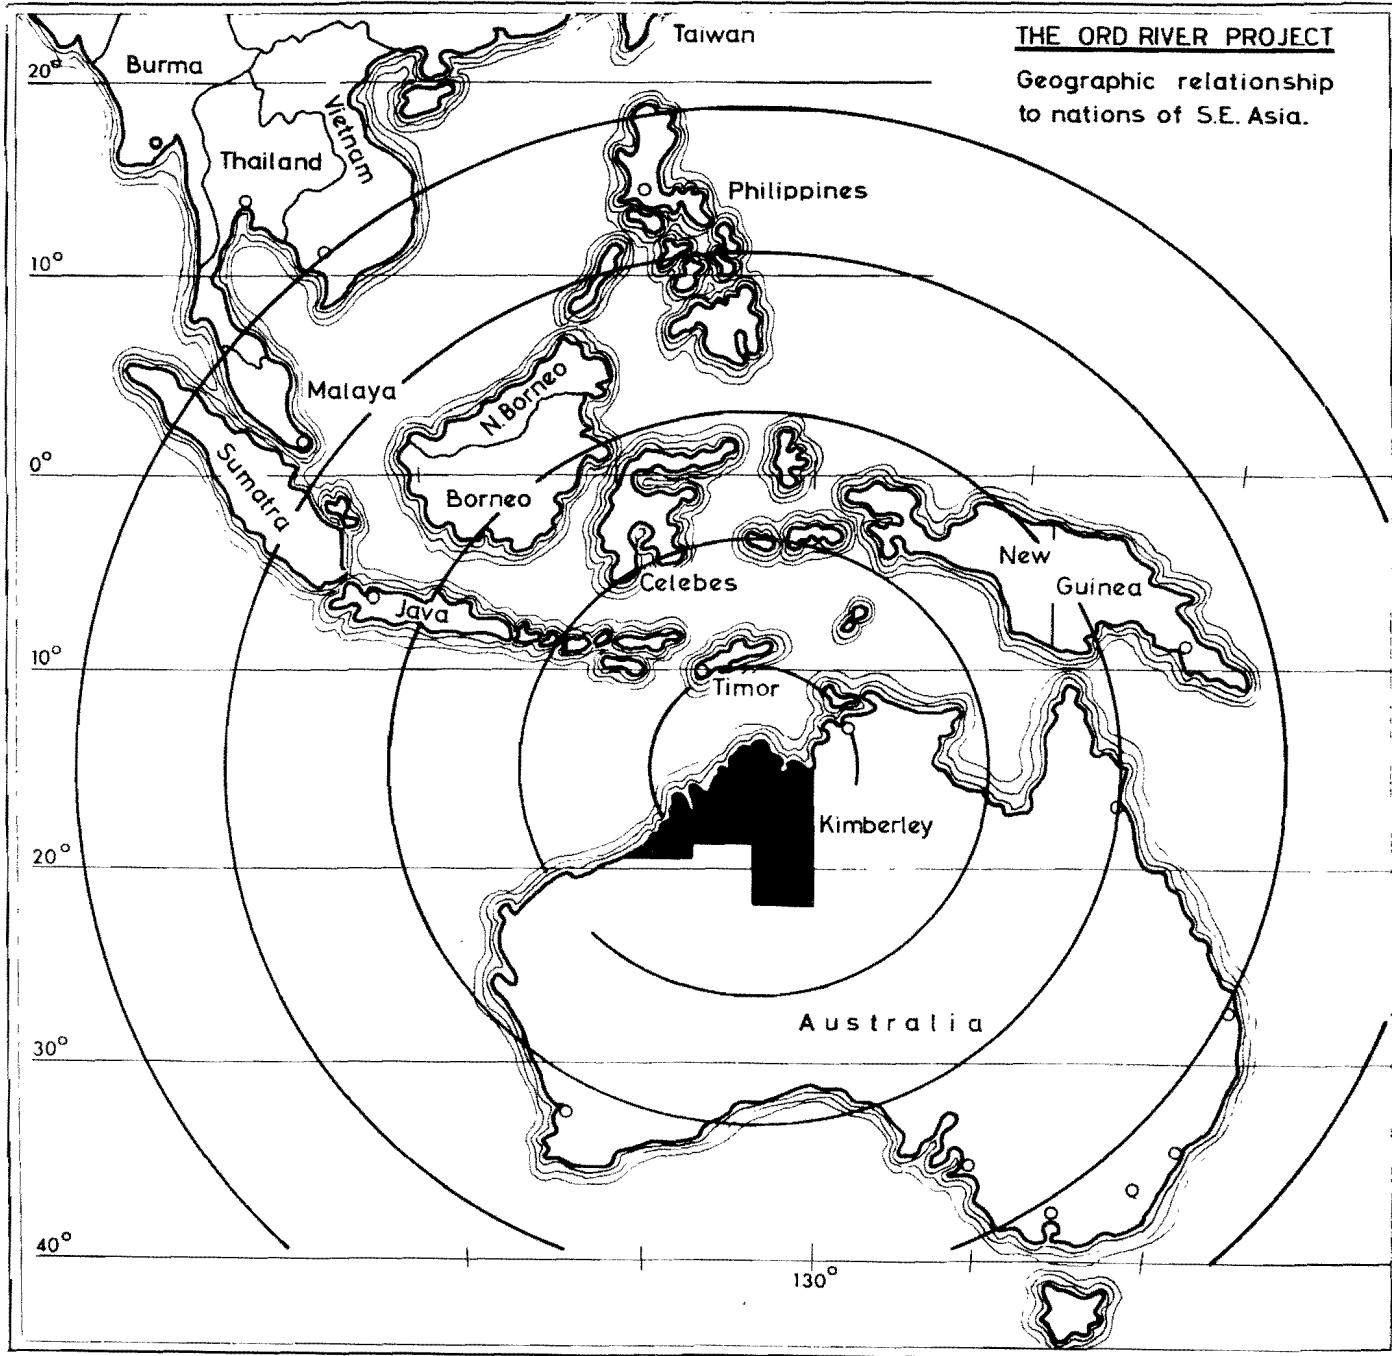 THE ORD RIVER PROJECT
Geographic relationship
to nations of S.E. Asia.
Taiwan
Burma
20°
Vietnam
Thailand
Philippines
10°
Malaya
N. Borneo
0°
Sumatra
Borneo
New
Guinea
Celebes
Java
10°
Timor
Kimberley
20°
Australia
30°
40°
130°